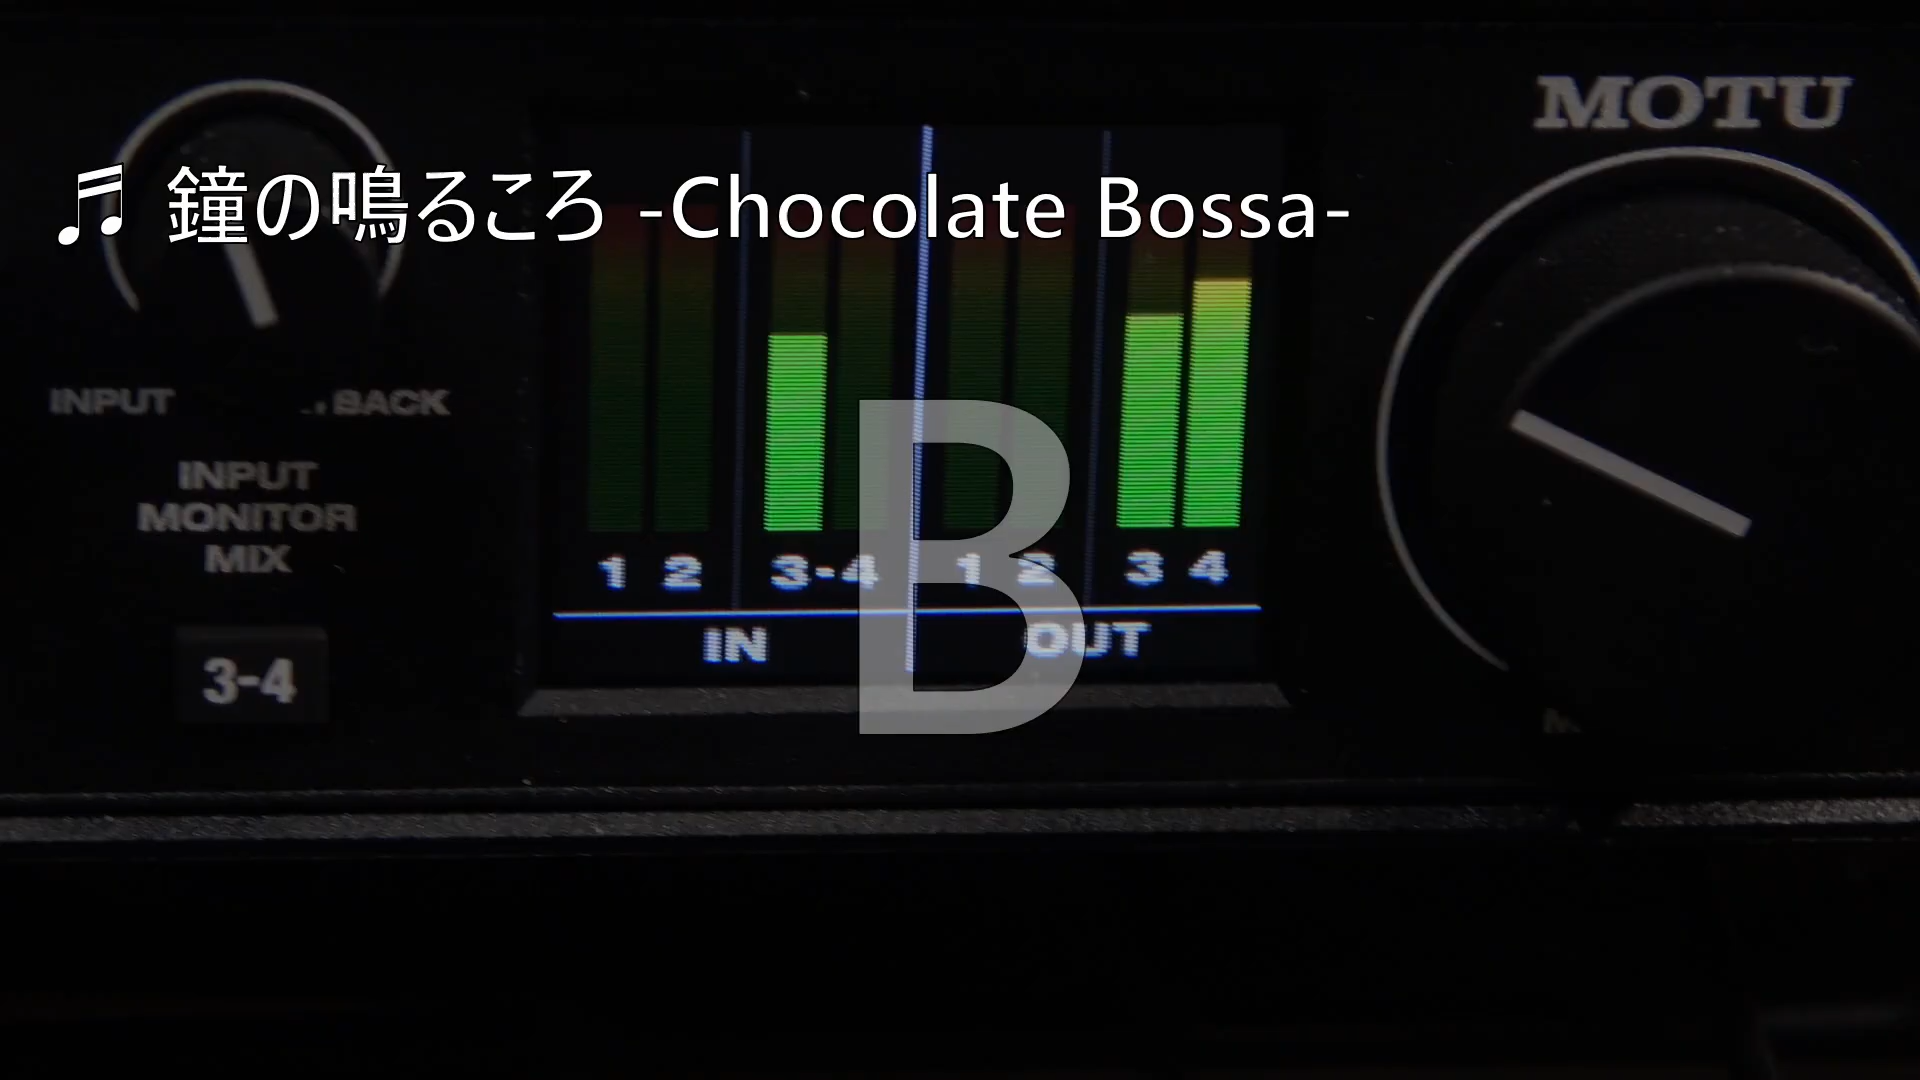 MOTU
♬ 鐘の鳴るころ -Chocolate Bossa-
INPUT BACK
INPUT
MONITOR
MIX
3-4
1 2 3-4 1 2 3 4
IN OUT
B